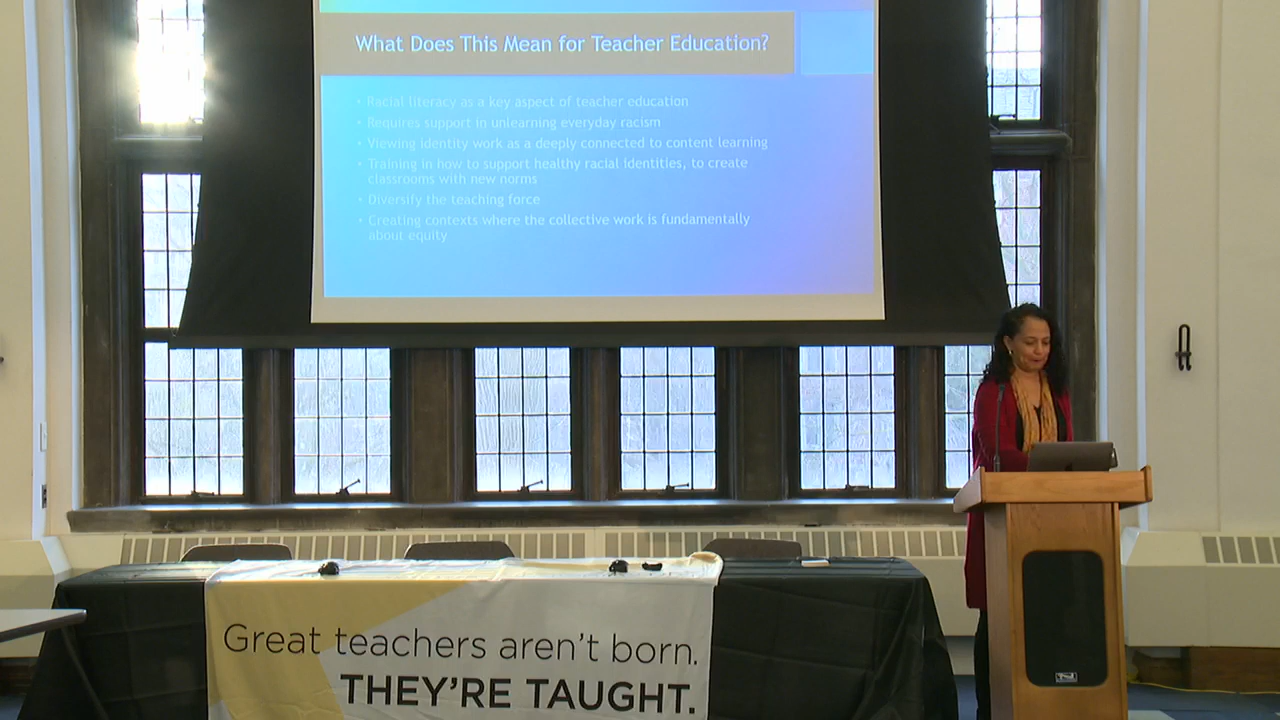 What Does This Mean for Teacher Education?
• Racial literacy as a key aspect of teacher education
• Requires support in unlearning everyday racism
• Viewing identity work as a deeply connected to content learning
• Training in how to support healthy racial identities, to create
classrooms with new norms
• Diversify the teaching force
• Creating contexts where the collective work is fundamentally
about equity
Great teachers aren't born.
THEY'RE TAUGHT.